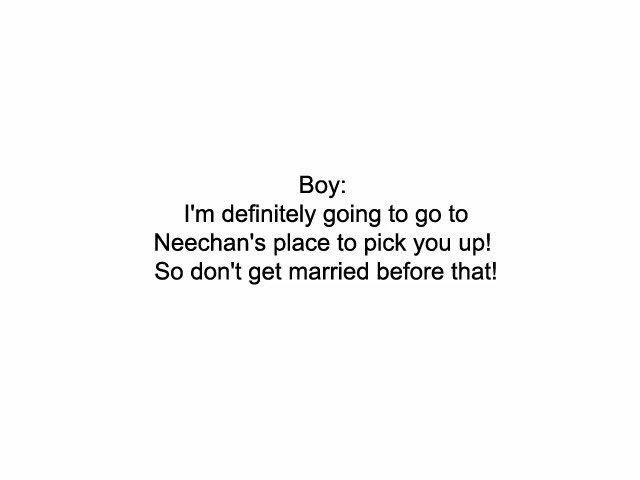 Boy:
I'm definitely going to go to
Neechan's place to pick you up!
So don't get married before that!